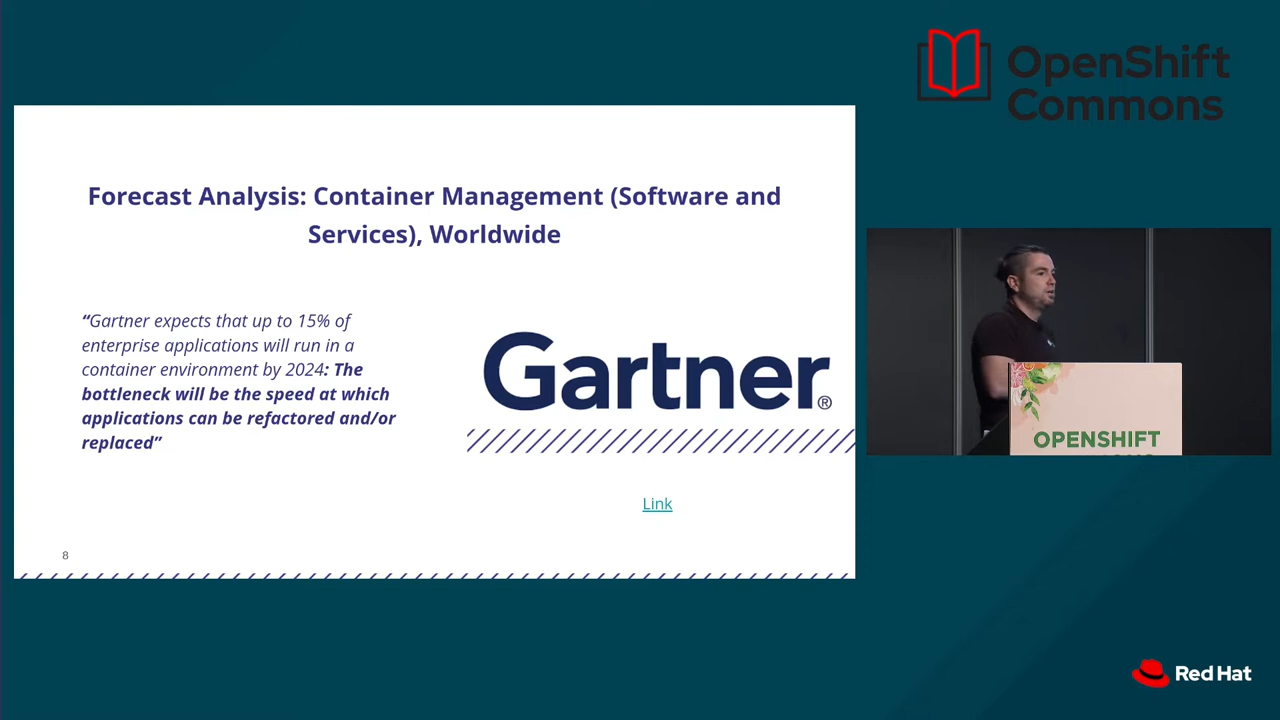 OpenShift
Commons
Forecast Analysis: Container Management (Software and
Services), Worldwide
“Gartner expects that up to 15% of
enterprise applications will run in a
container environment by 2024: The
bottleneck will be the speed at which
applications can be refactored and/or
replaced”
Gartner®
Link
8
OPENSHIFT
Red Hat